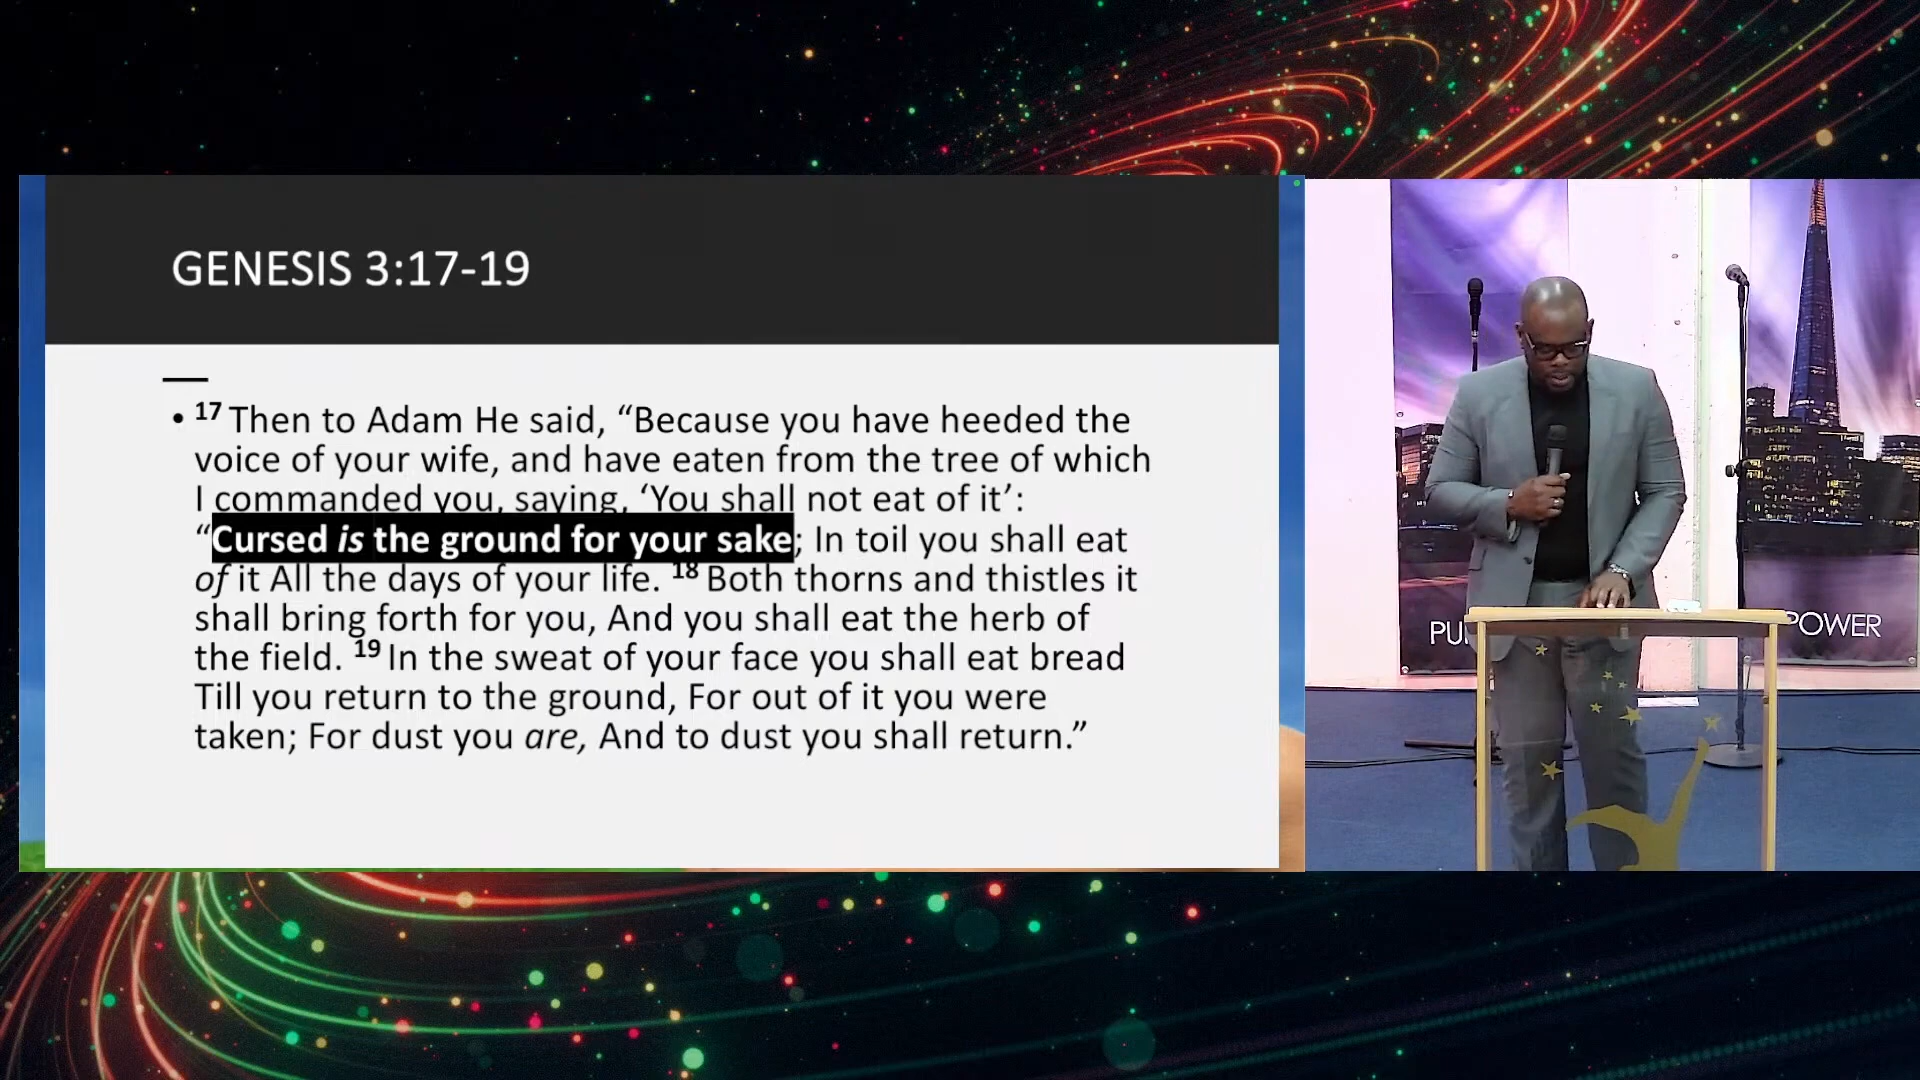 GENESIS 3:17-19
• 17 Then to Adam He said, “Because you have heeded the
voice of your wife, and have eaten from the tree of which
I commanded you, saying, ‘You shall not eat of it’:
“Cursed is the ground for your sake; In toil you shall eat
of it All the days of your life. 18 Both thorns and thistles it
shall bring forth for you, And you shall eat the herb of
the field. 19 In the sweat of your face you shall eat bread
Till you return to the ground, For out of it you were
taken; For dust you are, And to dust you shall return.”
POWER